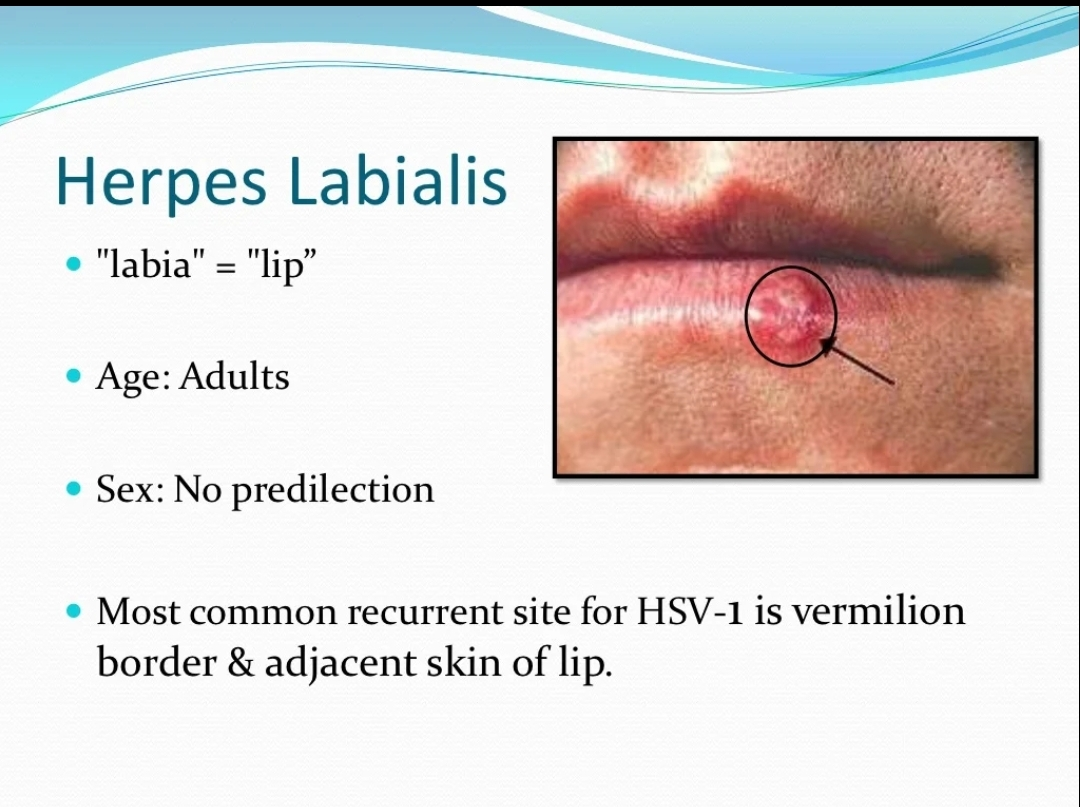 Herpes Labialis
"labia" = "lip”
Age: Adults
Sex: No predilection
Most common recurrent site for HSV-1 is vermilion
border & adjacent skin of lip.